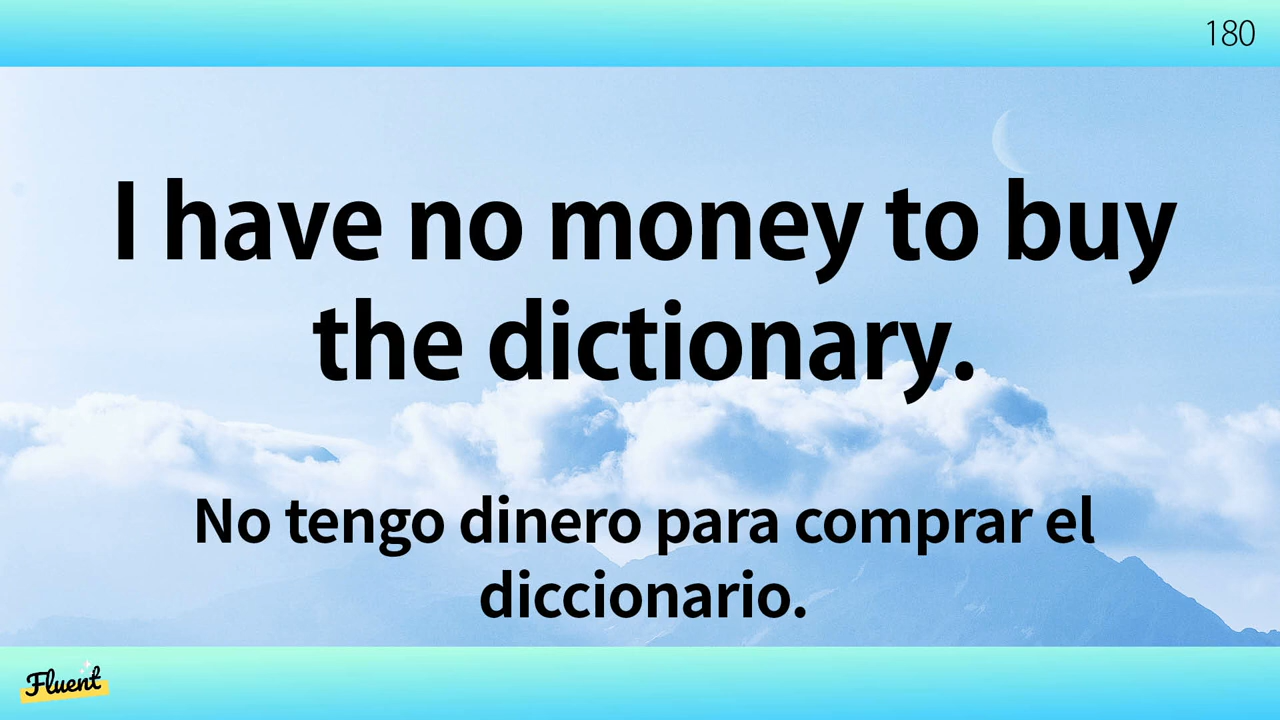 180
I have no money to buy
the dictionary.
No tengo dinero para comprar el
diccionario.
Fluent